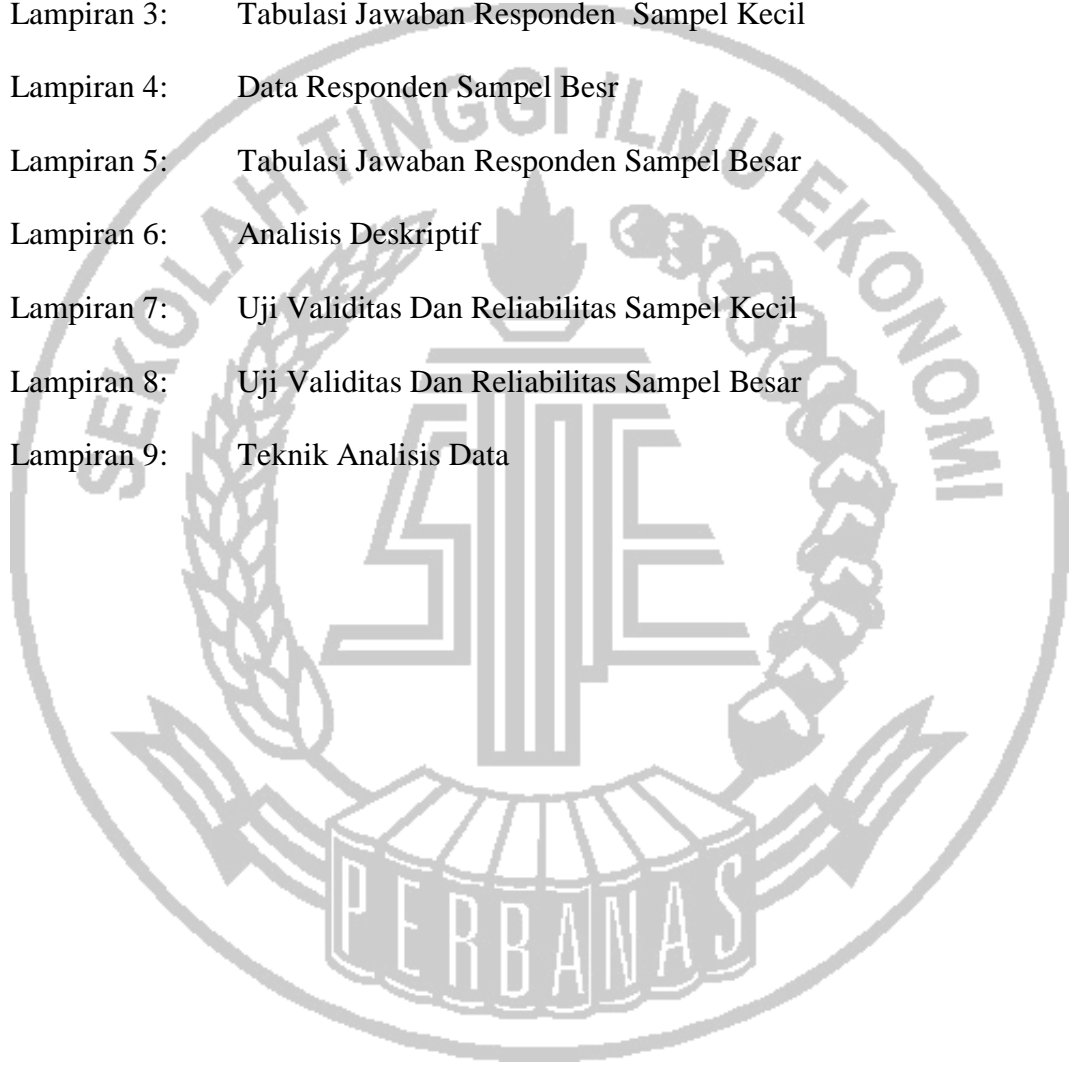 Lampiran 3: Tabulasi Jawaban Responden  Sampel Kecil
Lampiran 4: Data Responden Sampel Besr
Lampiran 5: Tabulasi Jawaban Responden Sampel Besar
Lampiran 6: Analisis Deskriptif
Lampiran 7: Uji Validitas Dan Reliabilitas Sampel Kecil
Lampiran 8: Uji Validitas Dan Reliabilitas Sampel Besar
Lampiran 9: Teknik Analisis Data
SEKOLAH TINGGI ILMU EKONOMI
PERBANAS